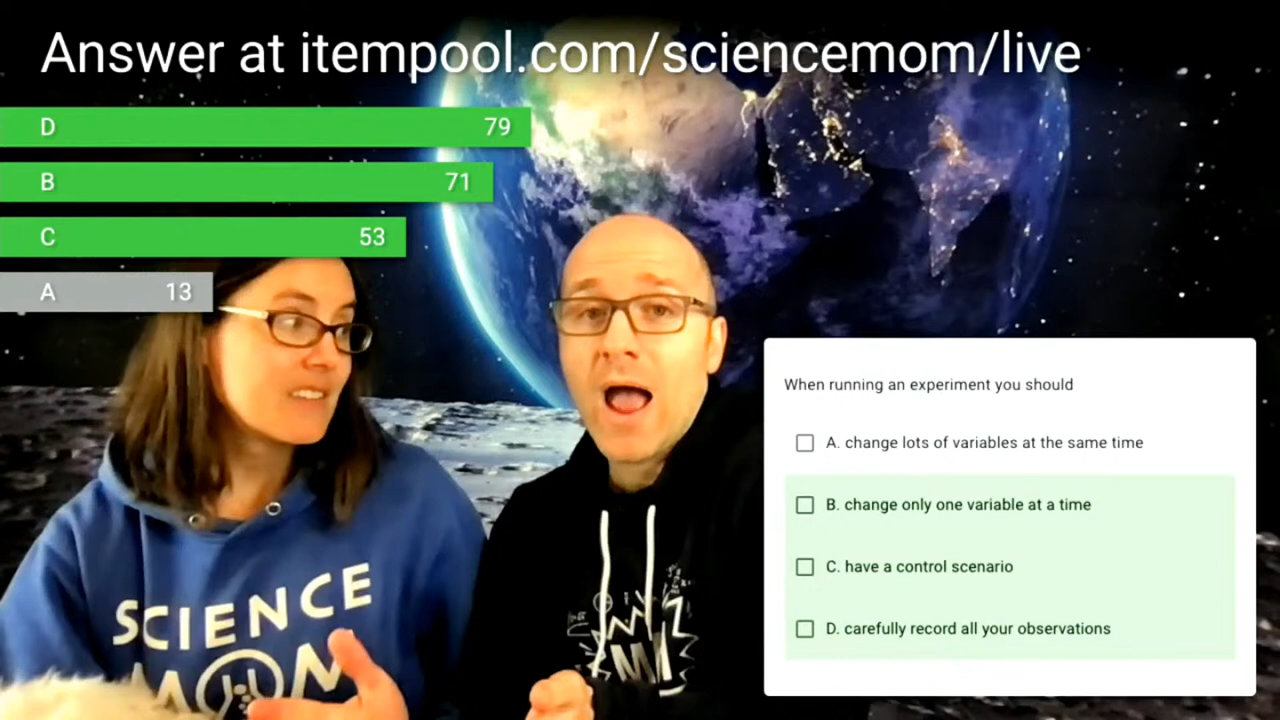 Answer at itempool.com/sciencemom/live
D 79
B 71
C 53
A 13
When running an experiment you should
A. change lots of variables at the same time
B. change only one variable at a time
C. have a control scenario
D. carefully record all your observations
SCIENCE
MOM